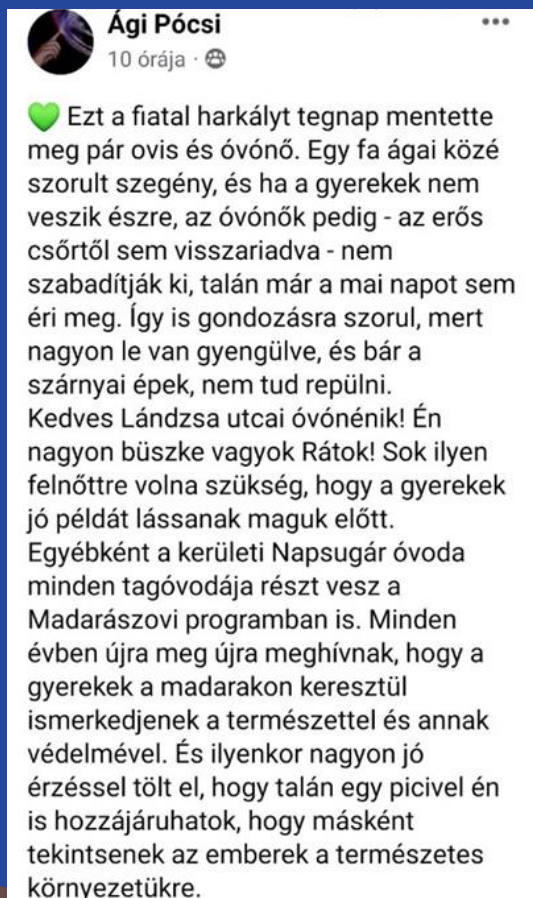 Ági Pócsi
10 órája ·
Ezt a fiatal harkályt tegnap mentette
meg pár ovis és óvónő. Egy fa ágai közé
szorult szegény, és ha a gyerekek nem
veszik észre, az óvónők pedig - az erős
csőrtől sem visszariadva - nem
szabadítják ki, talán már a mai napot sem
éri meg. Így is gondozásra szorul, mert
nagyon le van gyengülve, és bár a
szárnyai épek, nem tud repülni.
Kedves Lándzsa utcai óvónénik! Én
nagyon büszke vagyok Rátok! Sok ilyen
felnőttre volna szükség, hogy a gyerekek
jó példát lássanak maguk előtt.
Egyébként a kerületi Napsugár óvoda
minden tagóvodája részt vesz a
Madarászovi programban is. Minden
évben újra meg újra meghívnak, hogy a
gyerekek a madarakon keresztül
ismerkedjenek a természettel és annak
védelmével. És ilyenkor nagyon jó
érzéssel tölt el, hogy talán egy picivel én
is hozzájáruhatok, hogy másként
tekintsenek az emberek a természetes
környezetükre.